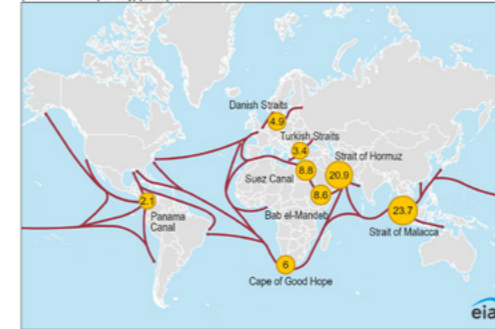 Danish Straits
4.9
Turkish Straits
3.4
Strait of Hormuz
20.9
Suez Canal
8.8
8.6
Bab el-Mandeb
2.1
Panama
Canal
23.7
Strait of Malacca
6
Cape of Good Hope
eia